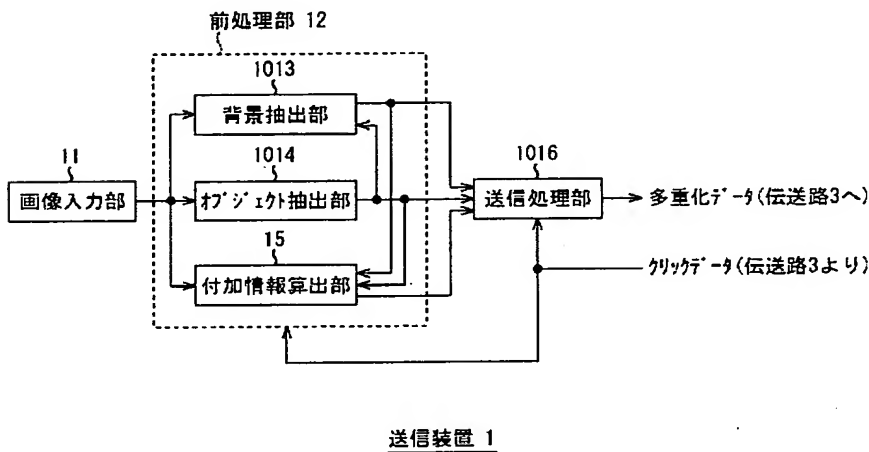 前処理部 12
1013
背景抽出部
11
画像入力部
1014
オブジェクト抽出部
15
付加情報算出部
1016
送信処理部
多重化データ(伝送路3へ)
クリックデータ(伝送路3より)
送信装置 1